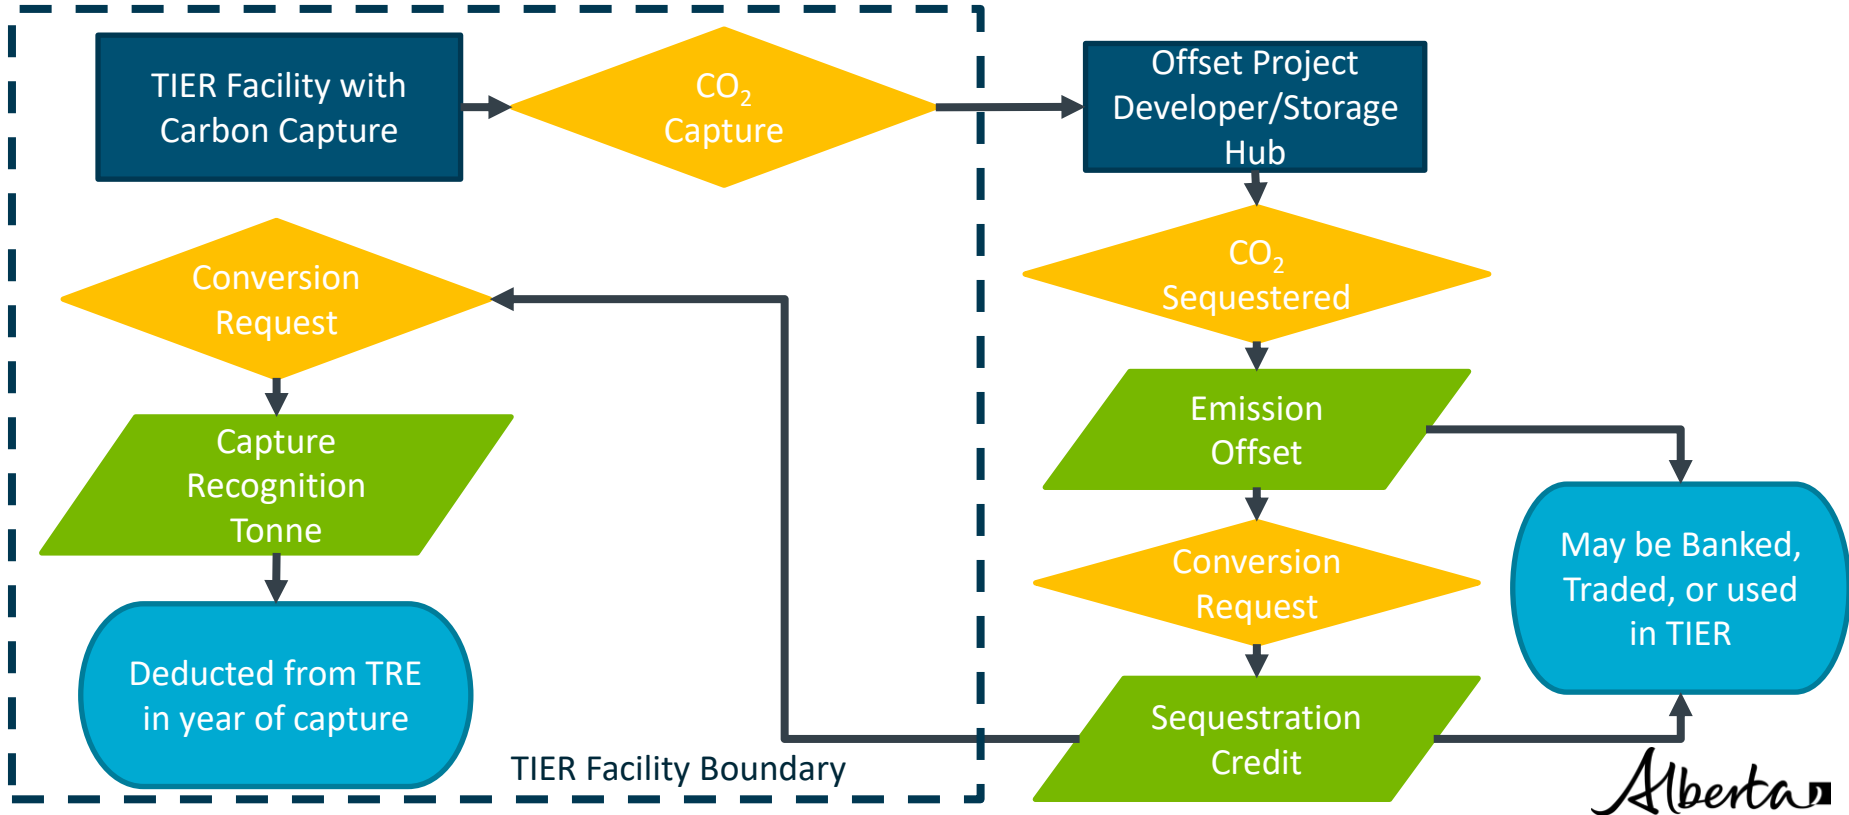 TIER Facility with
Carbon Capture
CO₂
Capture
Offset Project
Developer/Storage
Hub
CO₂
Sequestered
Emission
Offset
Conversion
Request
Sequestration
Credit
May be Banked,
Traded, or used
in TIER
Conversion
Request
Capture
Recognition
Tonne
Deducted from TRE
in year of capture
TIER Facility Boundary
Alberta